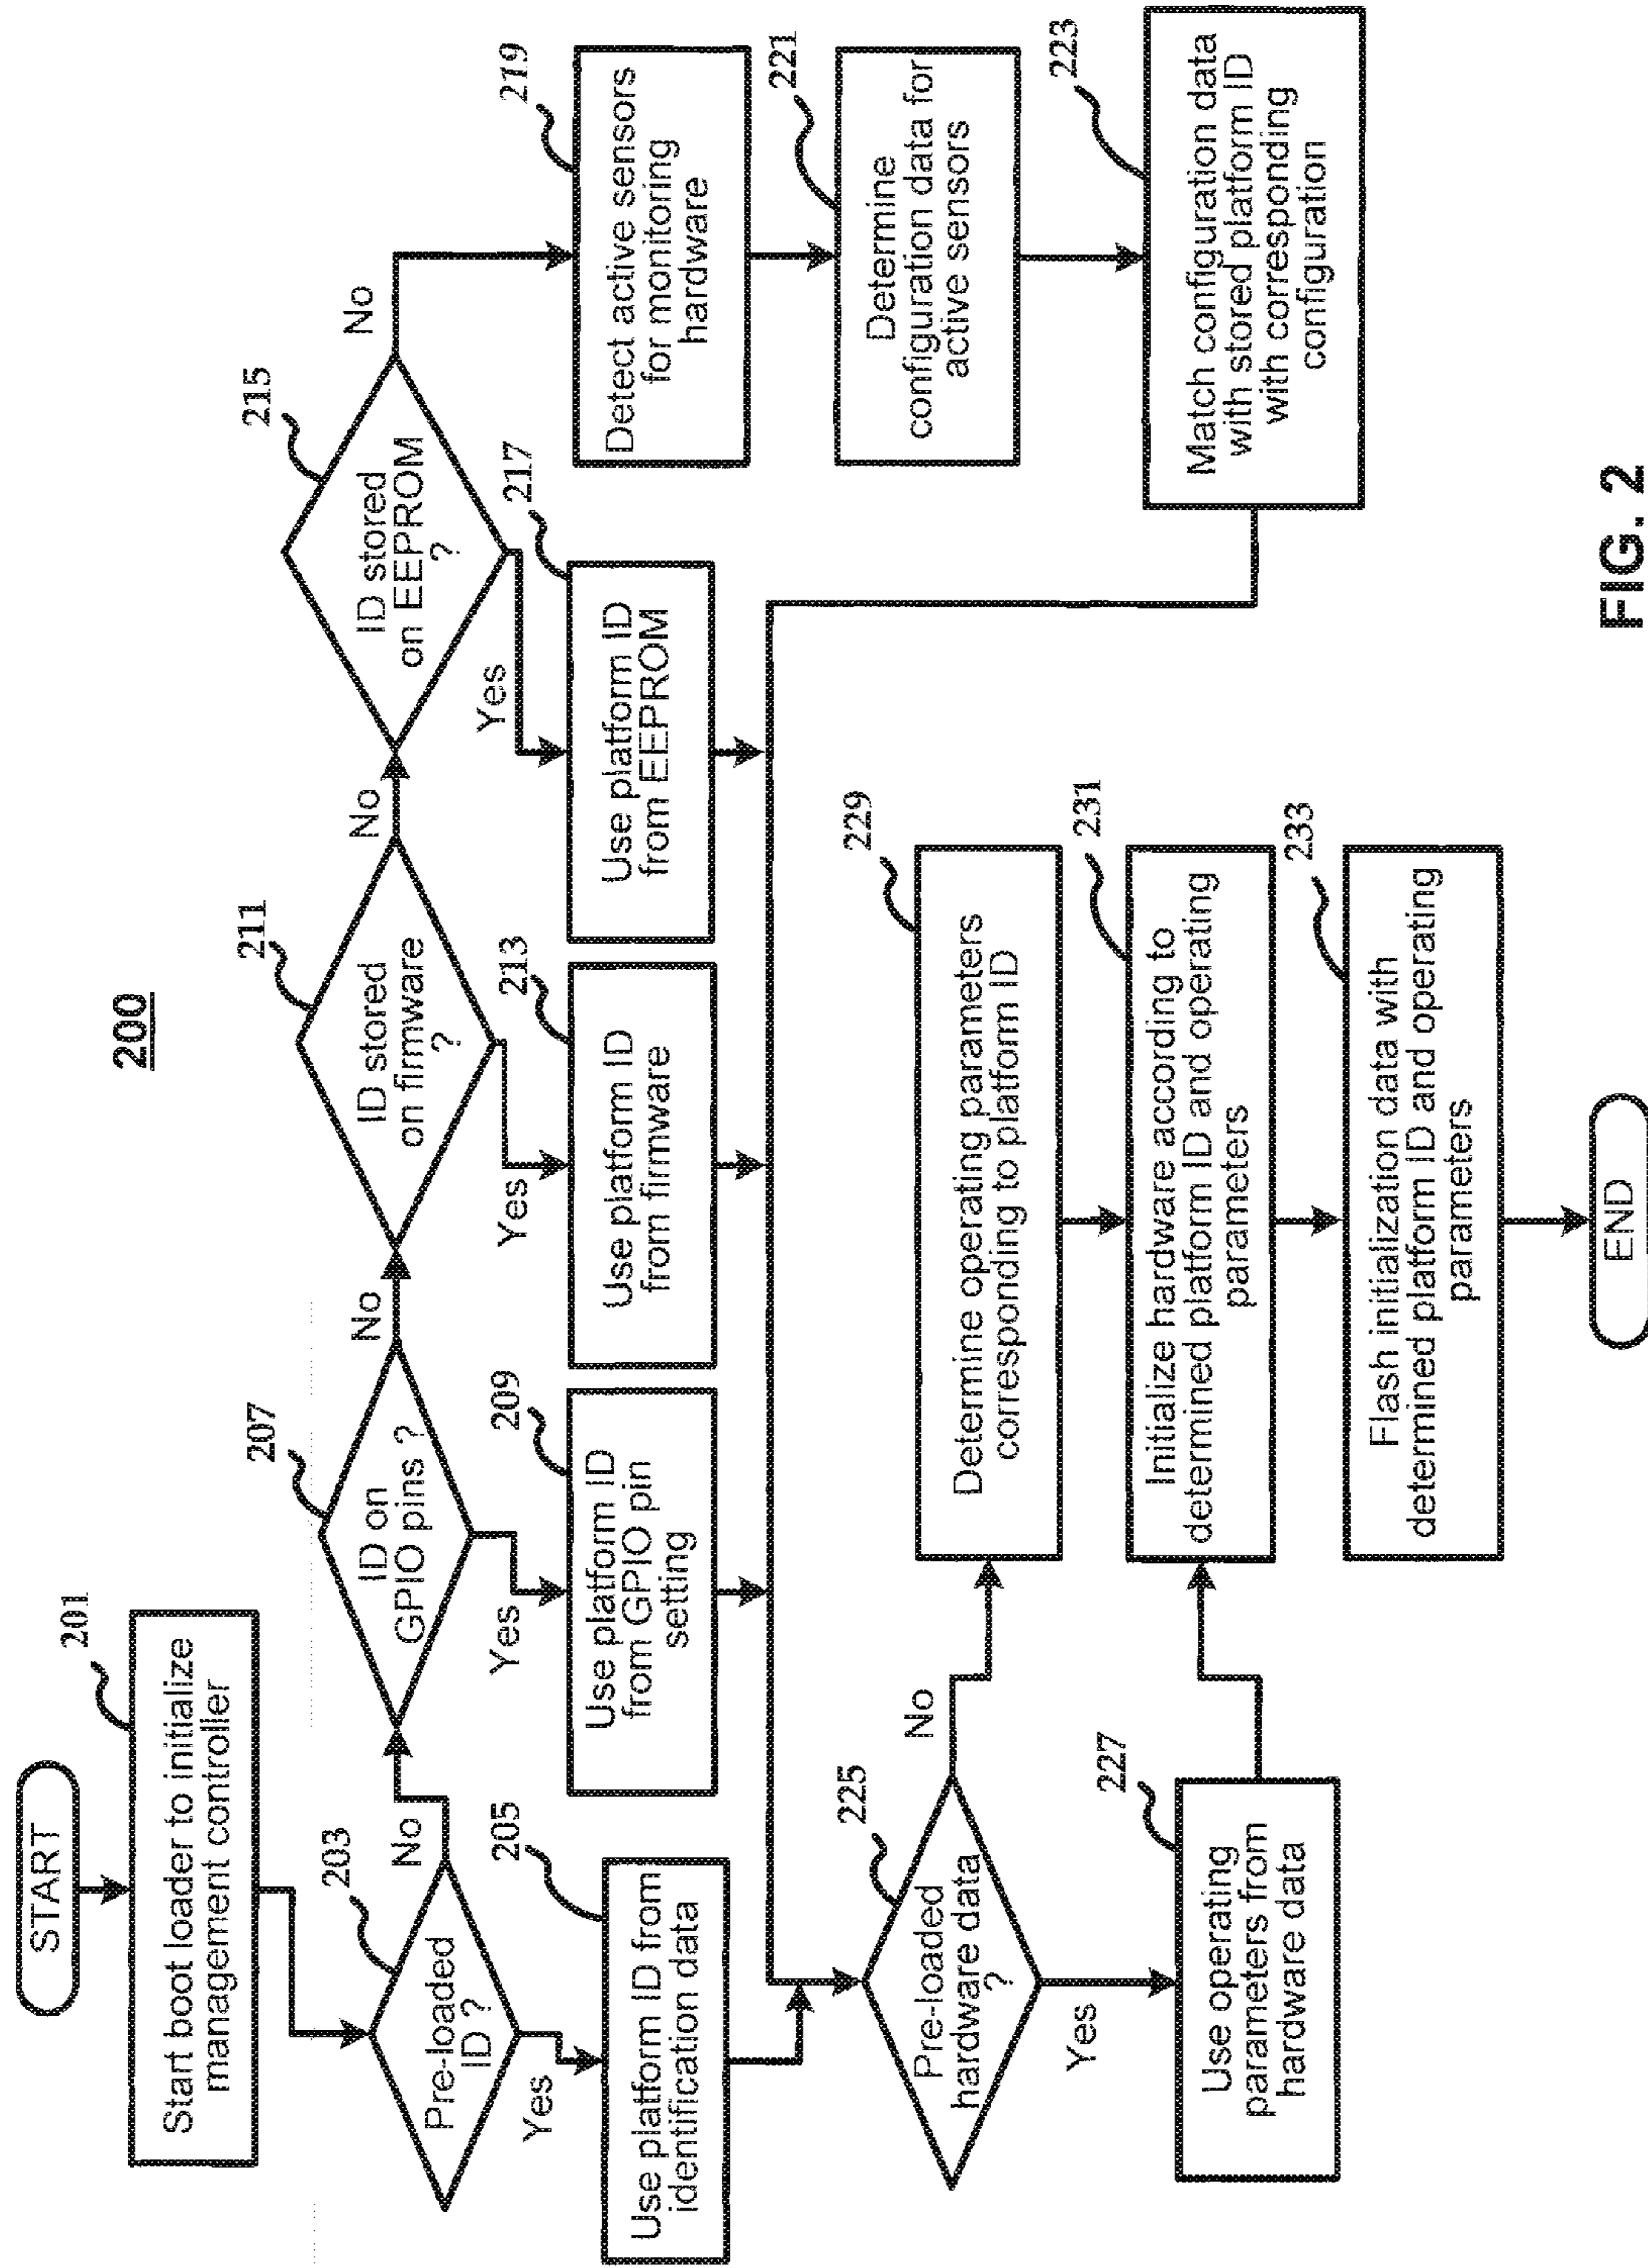 200
START
201
Start boot loader to initialize
management controller
203
Pre-loaded
ID ?
No
Yes
205
Use platform ID from
identification data
207
ID on
GPIO pins ?
No
Yes
209
Use platform ID
from GPIO pin
setting
211
ID stored
on firmware
?
No
Yes
213
Use platform ID
from firmware
215
ID stored
on EEPROM
?
No
Yes
217
Use platform ID
from EEPROM
219
Detect active sensors
for monitoring
hardware
221
Determine
configuration data for
active sensors
223
Match configuration data
with stored platform ID
with corresponding
configuration
225
Pre-loaded
hardware data
?
No
Yes
227
Use operating
parameters from
hardware data
229
Determine operating parameters
corresponding to platform ID
231
Initialize hardware according to
determined platform ID and operating
parameters
233
Flash initialization data with
determined platform ID and operating
parameters
END
FIG. 2